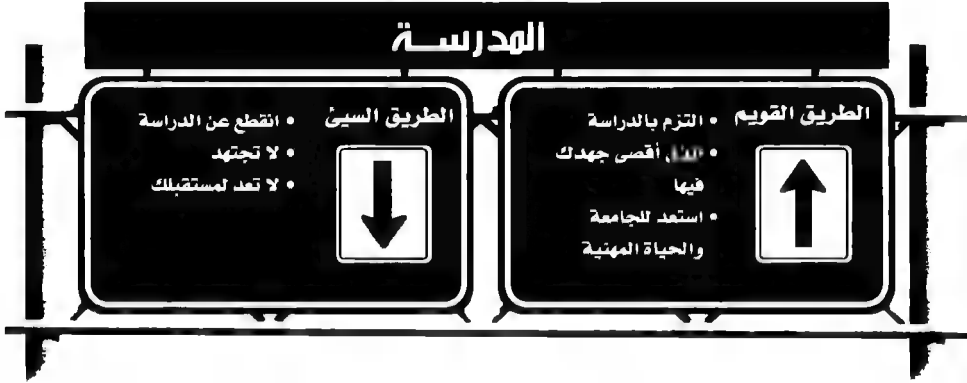 المدرسة
الطريق القويم
• التزم بالدراسة
• أقصى جهدك
فيها
• استعد للجامعة
والحياة المهنية
الطريق السيئ
• انقطع عن الدراسة
• لا تجتهد
• لا تعد لمستقبلك